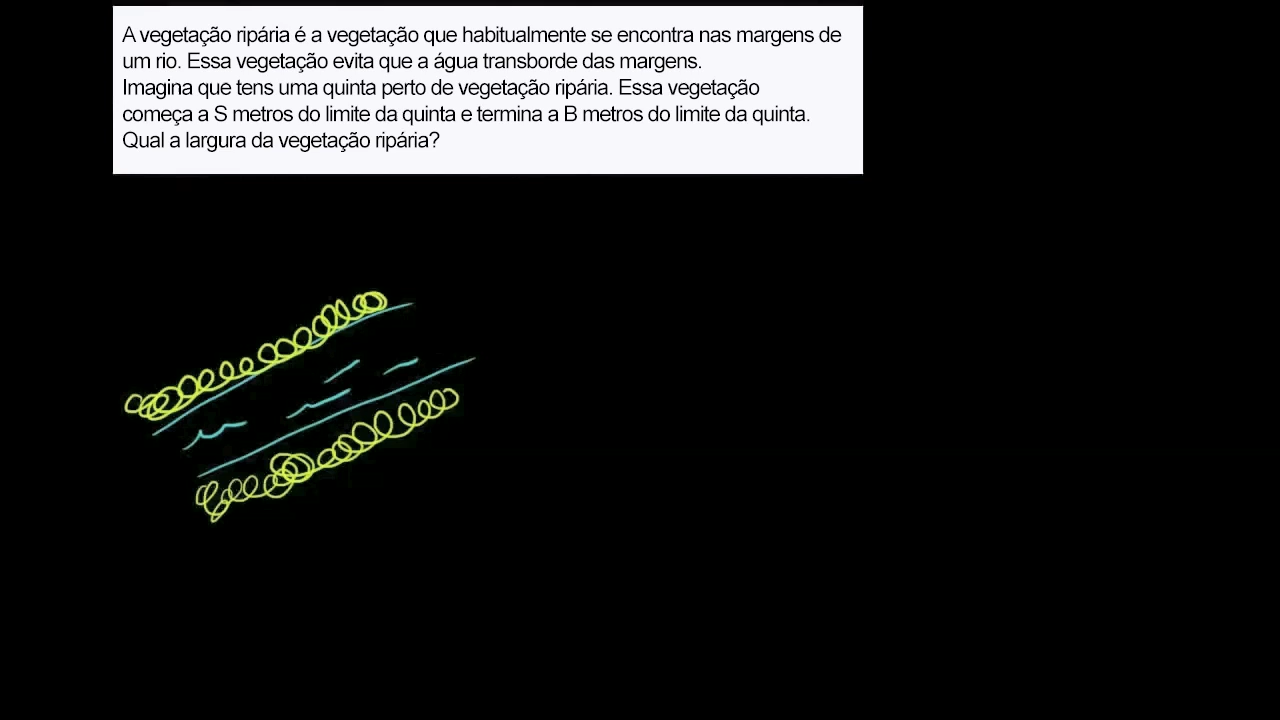 A vegetação ripária é a vegetação que habitualmente se encontra nas margens de
um rio. Essa vegetação evita que a água transborde das margens.
Imagina que tens uma quinta perto de vegetação ripária. Essa vegetação
começa a S metros do limite da quinta e termina a B metros do limite da quinta.
Qual a largura da vegetação ripária?